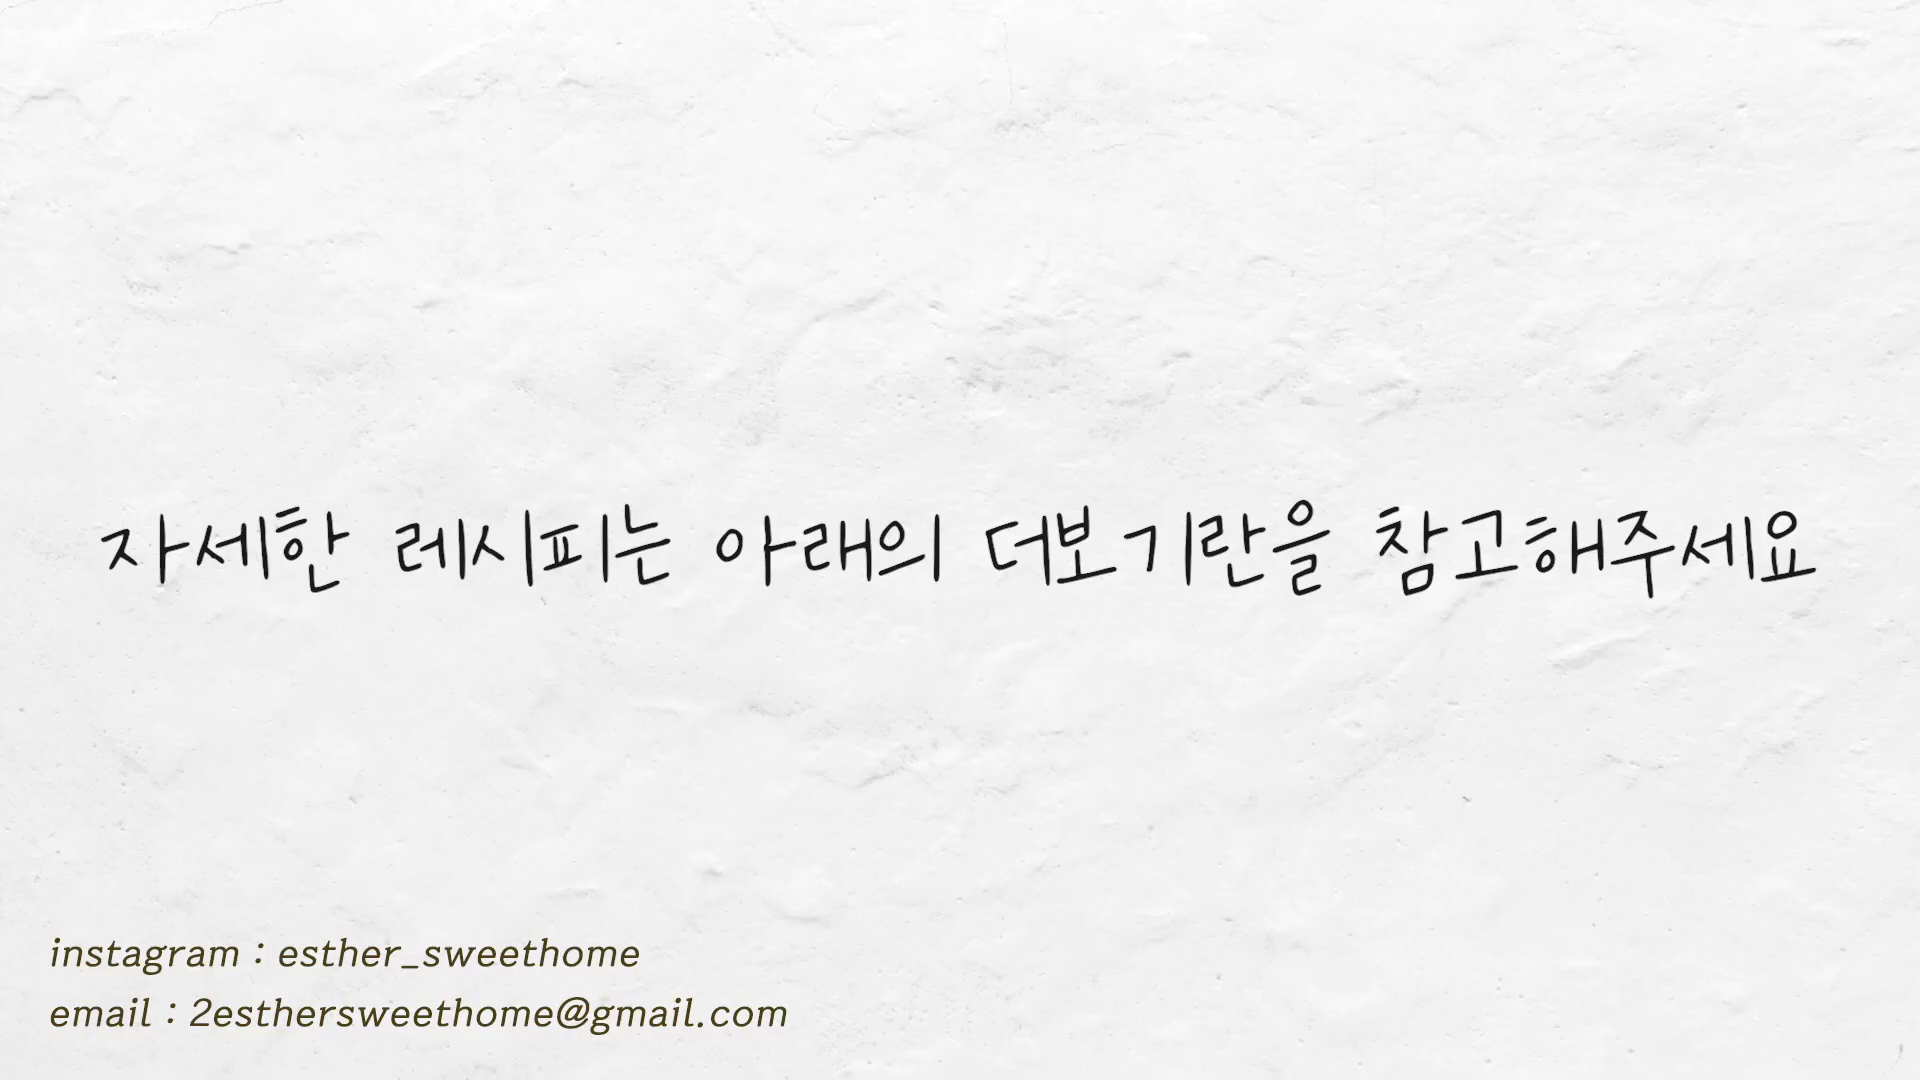 자세한 레시피는 아래의 더보기란을 참고해주세요
instagram : esther_sweethome
email : 2esthersweethome@gmail.com